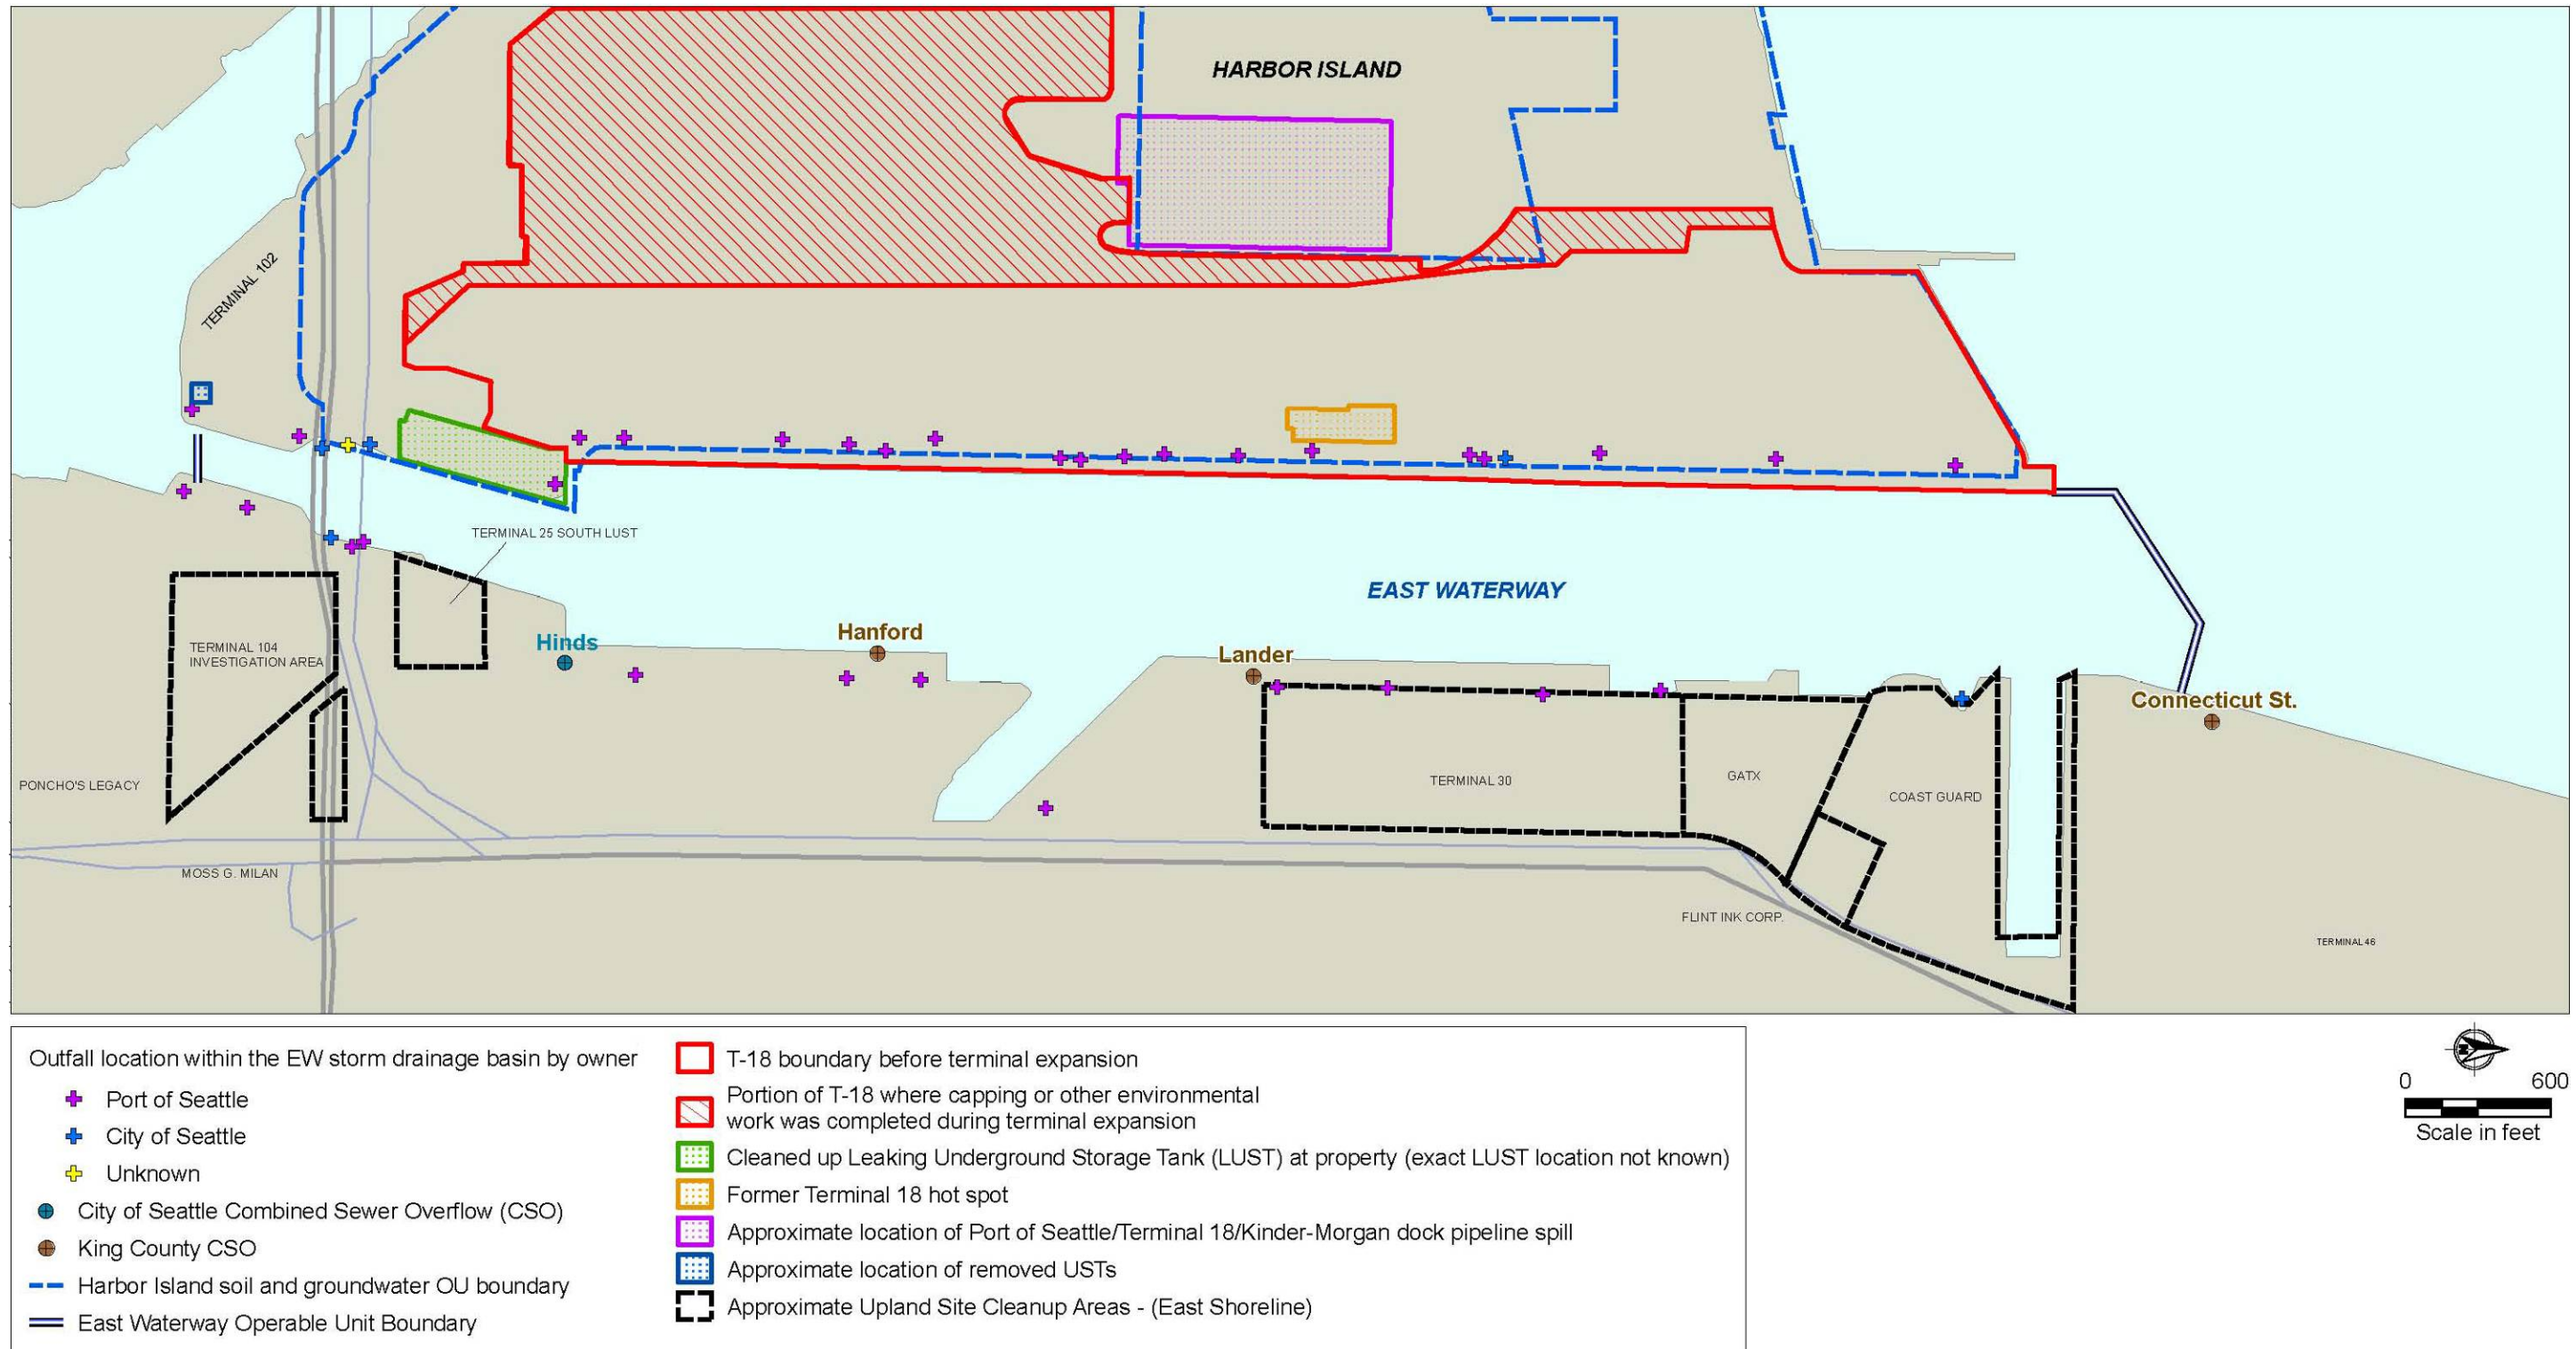 HARBOR ISLAND
TERMINAL 102
TERMINAL 25 SOUTH LUST
EAST WATERWAY
Hinds
Hanford
Lander
Connecticut St.
TERMINAL 104
INVESTIGATION AREA
PONCHO'S LEGACY
TERMINAL 30
GATX
COAST GUARD
MOSS G. MILAN
FLINT INK CORP.
TERMINAL 46
Outfall location within the EW storm drainage basin by owner
Port of Seattle
City of Seattle
Unknown
City of Seattle Combined Sewer Overflow (CSO)
King County CSO
Harbor Island soil and groundwater OU boundary
East Waterway Operable Unit Boundary
T-18 boundary before terminal expansion
Portion of T-18 where capping or other environmental
work was completed during terminal expansion
Cleaned up Leaking Underground Storage Tank (LUST) at property (exact LUST location not known)
Former Terminal 18 hot spot
Approximate location of Port of Seattle/Terminal 18/Kinder-Morgan dock pipeline spill
Approximate location of removed USTs
Approximate Upland Site Cleanup Areas - (East Shoreline)
N
0 600
Scale in feet